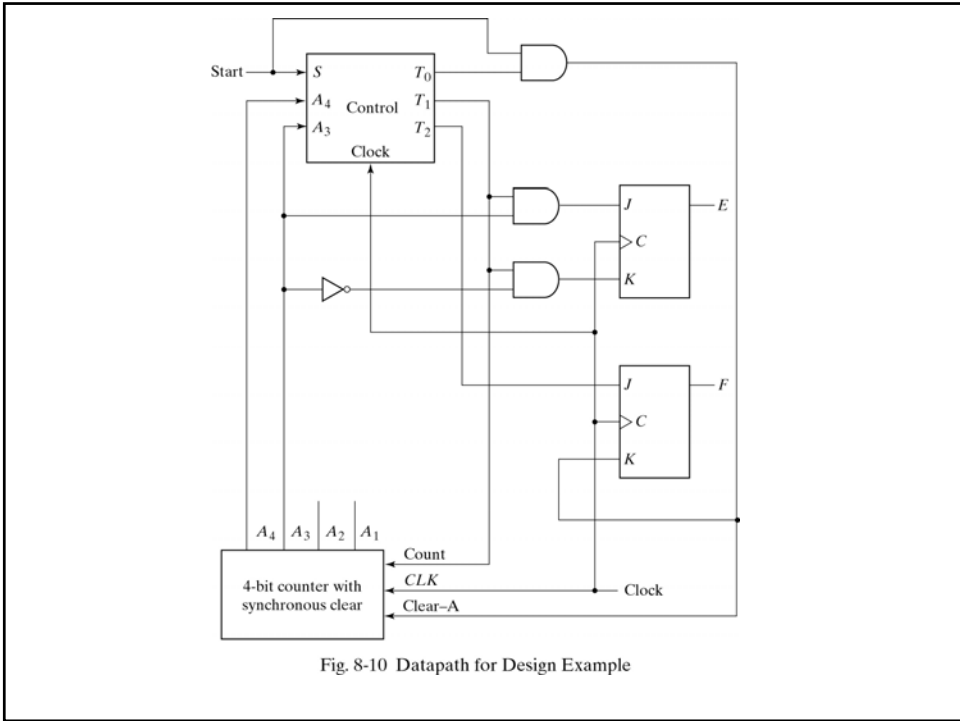 Start
S
T0
A4
Control
T1
A3
T2
Clock
J
E
C
K
J
F
C
K
A4 A3 A2 A1
Count
4-bit counter with
synchronous clear
CLK
Clock
Clear–A
Fig. 8-10 Datapath for Design Example